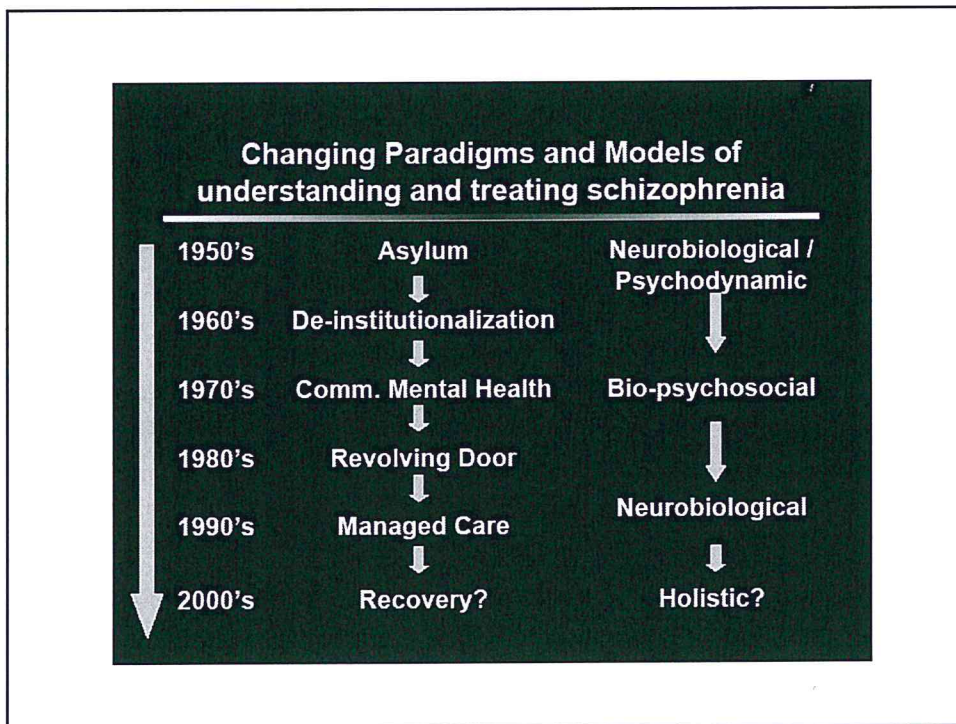 Changing Paradigms and Models of
understanding and treating schizophrenia
1950's Asylum Neurobiological /
Psychodynamic
1960's De-institutionalization
1970's Comm. Mental Health Bio-psychosocial
1980's Revolving Door
1990's Managed Care Neurobiological
2000's Recovery? Holistic?